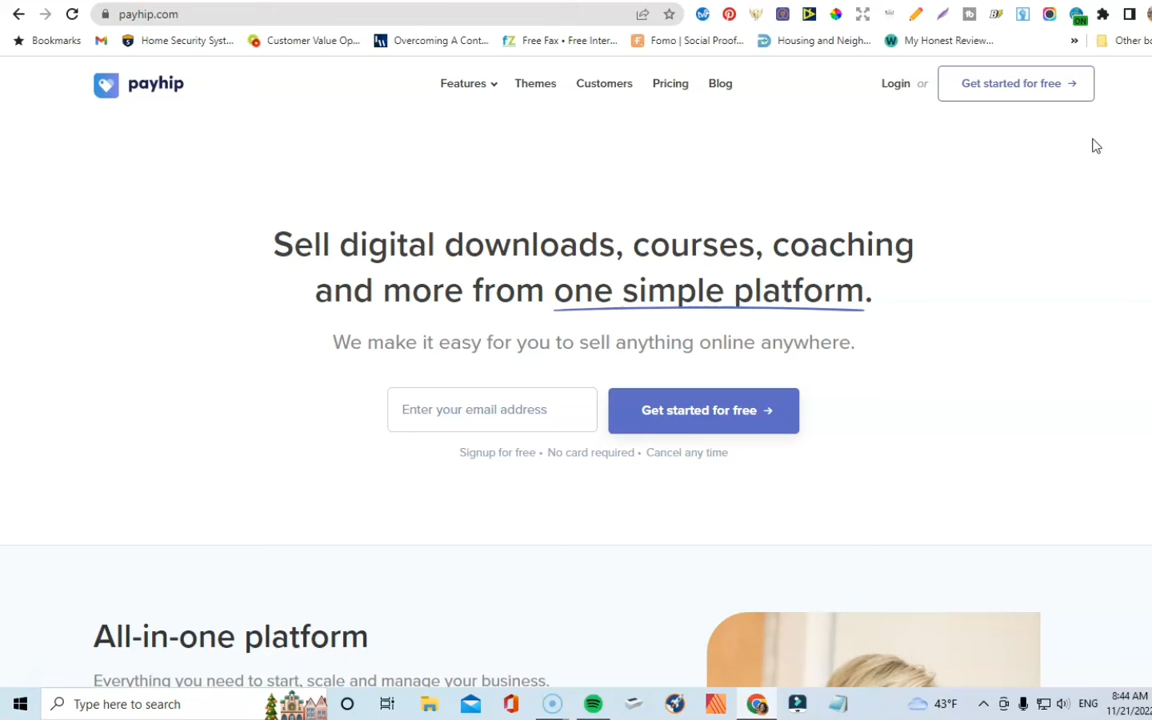 payhip.com
Bookmarks
Home Security Syst...
Customer Value Op...
Overcoming A Cont...
Free Fax • Free Inter...
Fomo | Social Proof...
Housing and Neigh...
My Honest Review...
»
Other bo
payhip
Features
Themes
Customers
Pricing
Blog
Login or
Get started for free →
Sell digital downloads, courses, coaching
and more from one simple platform.
We make it easy for you to sell anything online anywhere.
Enter your email address
Get started for free →
Signup for free • No card required • Cancel any time
All-in-one platform
Everything you need to start, scale and manage your business.
Type here to search
43°F
ENG
8:44 AM
11/21/2022